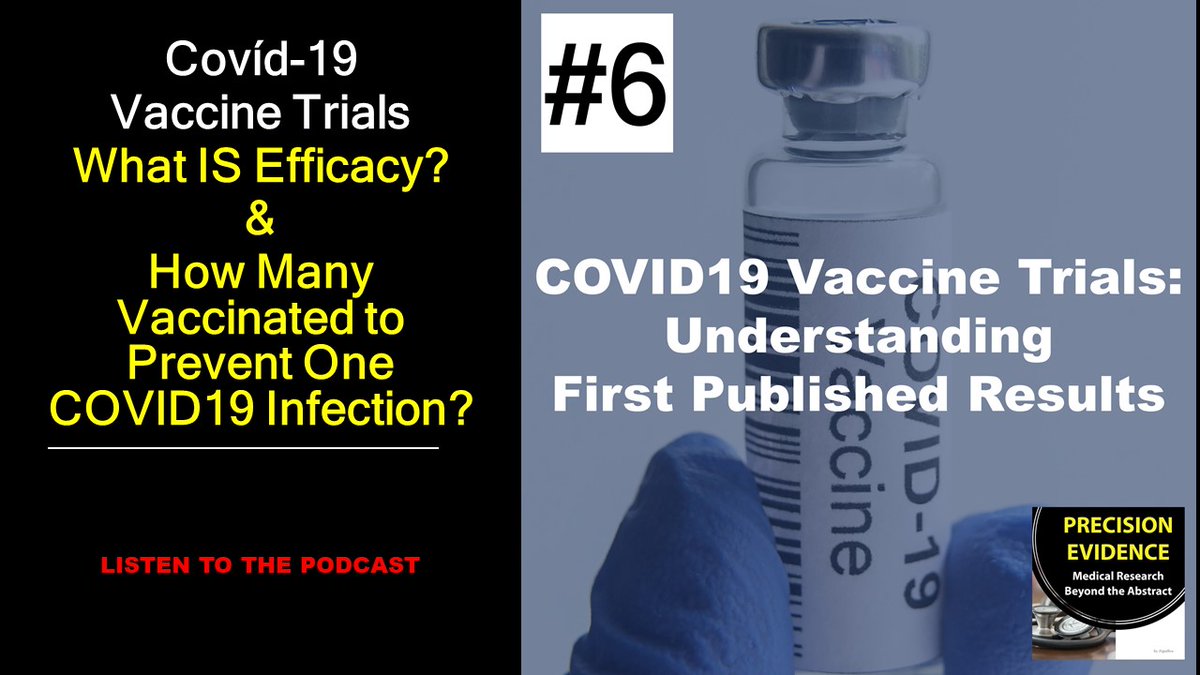 Covíd-19
Vaccine Trials
What IS Efficacy?
&
How Many
Vaccinated to
Prevent One
COVID19 Infection?
LISTEN TO THE PODCAST
#6
COVID19 Vaccine Trials:
Understanding
First Published Results
COVID-19
Vaccine
PRECISION
EVIDENCE
Medical Research
Beyond the Abstract